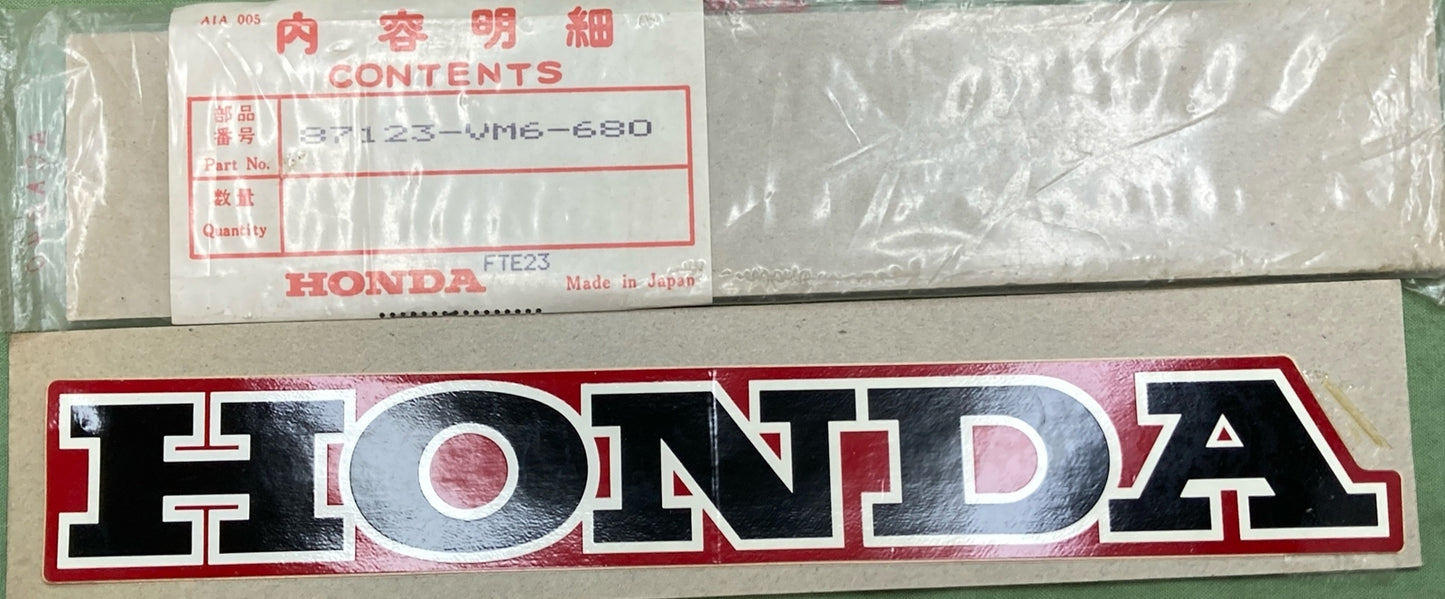 AIA 005
内容明細
CONTENTS
部品
番号
Part No.
87123-VM6-680
数量
Quantity
HONDA
FTE23
Made in Japan
HONDA